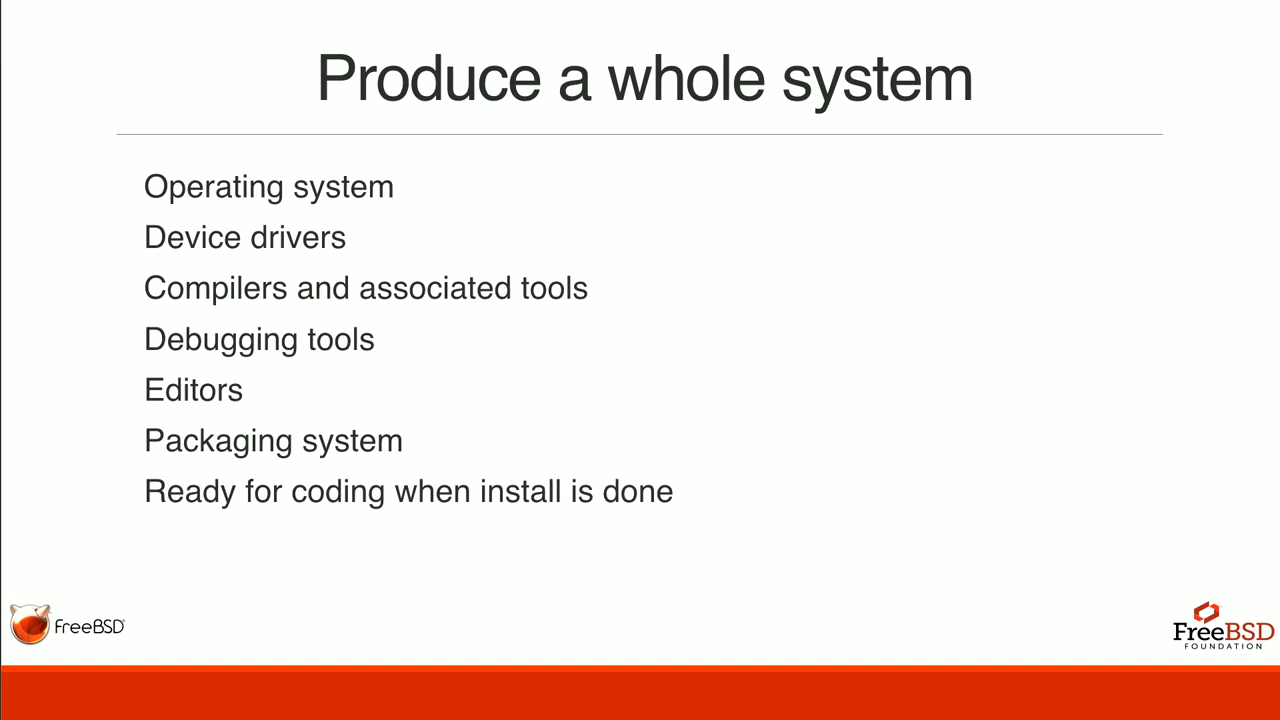 Produce a whole system
Operating system
Device drivers
Compilers and associated tools
Debugging tools
Editors
Packaging system
Ready for coding when install is done
FreeBSD
FreeBSD
FOUNDATION